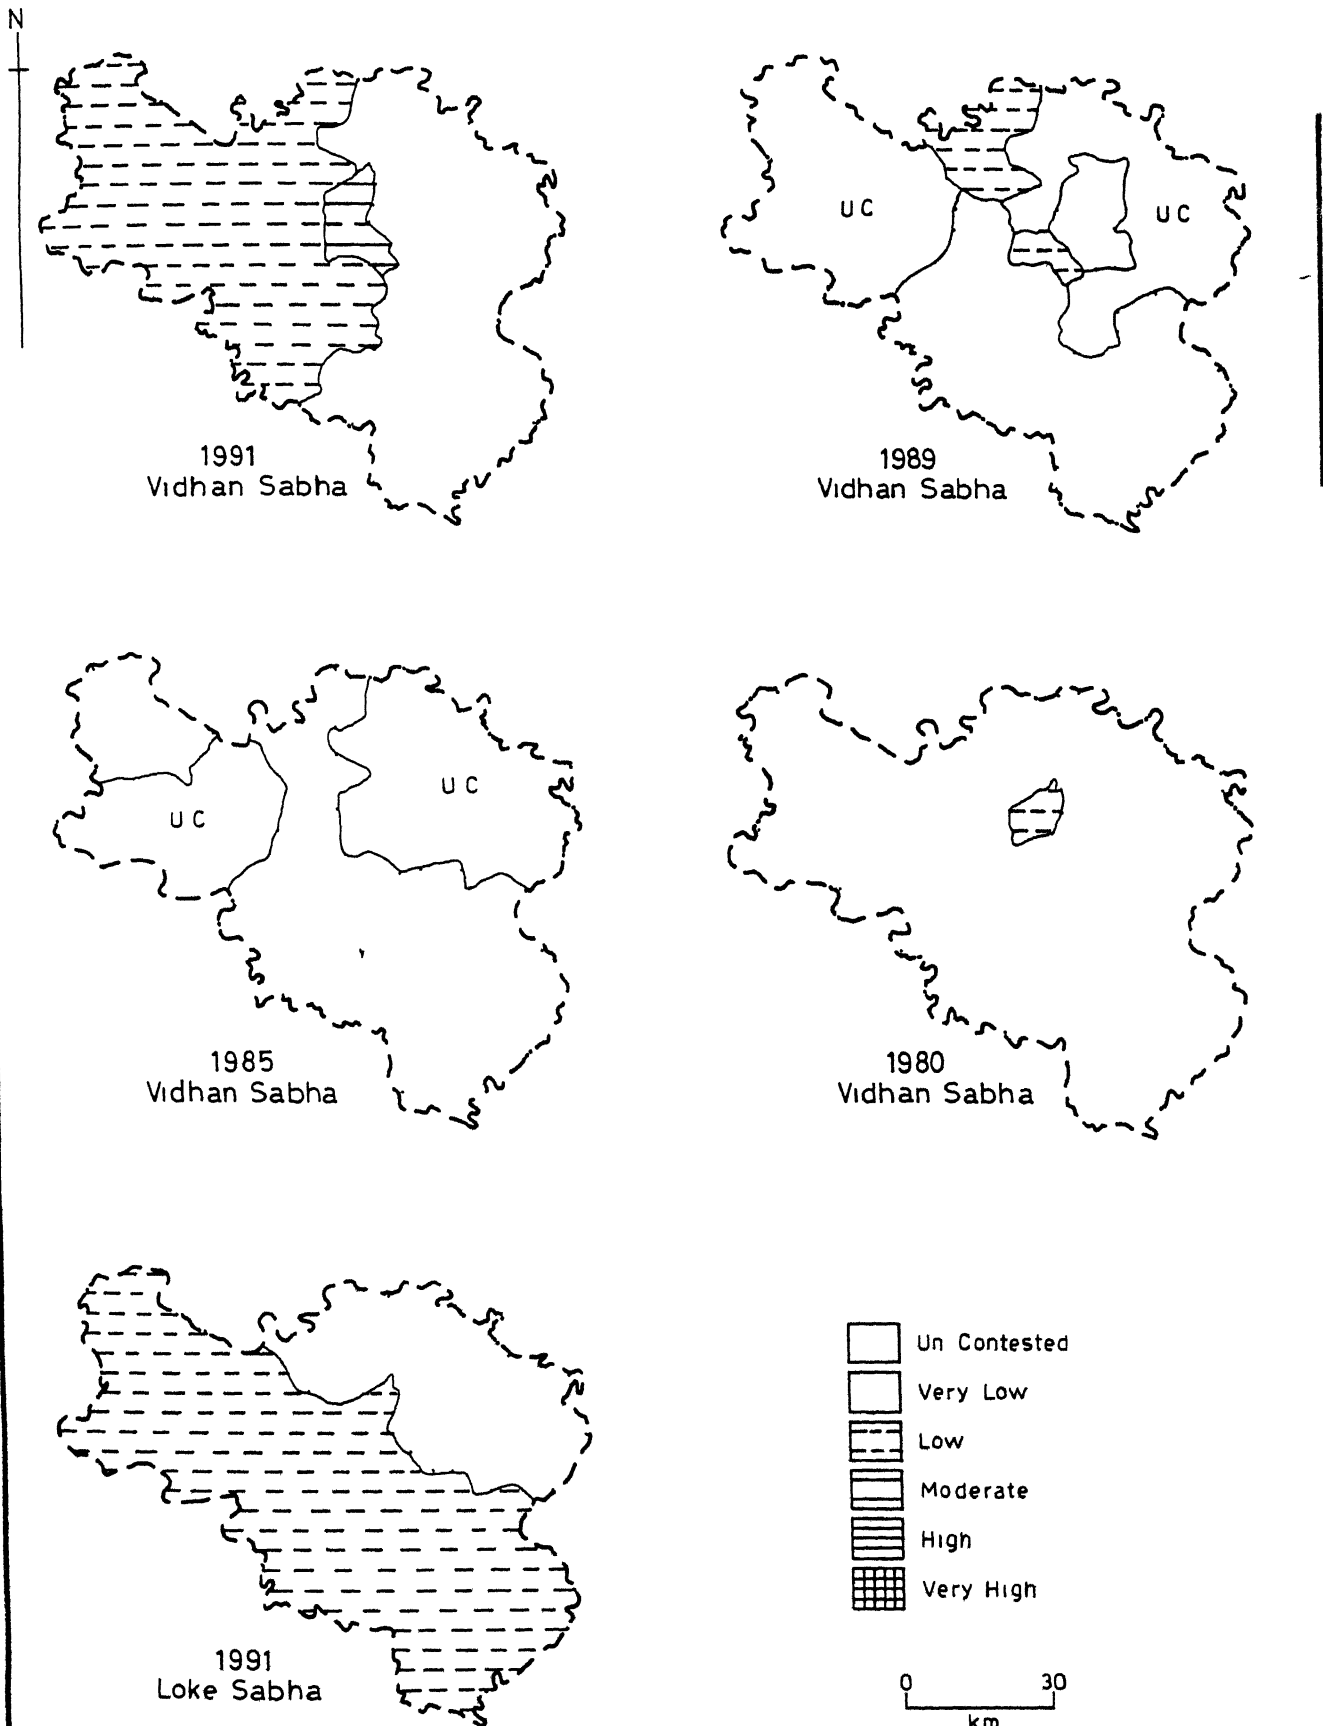 N
UC
UC
1991
Vidhan Sabha
1989
Vidhan Sabha
UC
UC
1985
Vidhan Sabha
1980
Vidhan Sabha
1991
Loke Sabha
Un Contested
Very Low
Low
Moderate
High
Very High
0 30
km